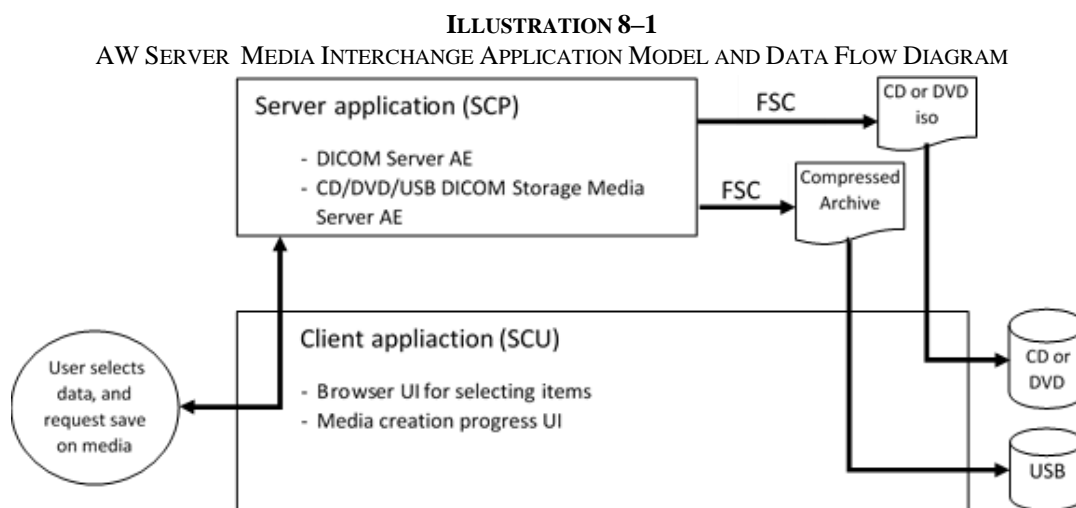 ILLUSTRATION 8–1
AW SERVER MEDIA INTERCHANGE APPLICATION MODEL AND DATA FLOW DIAGRAM
Server application (SCP)
- DICOM Server AE
- CD/DVD/USB DICOM Storage Media
Server AE
FSC
CD or DVD
iso
FSC
Compressed
Archive
User selects
data, and
request save
on media
Client appliaction (SCU)
- Browser UI for selecting items
- Media creation progress UI
CD or
DVD
USB